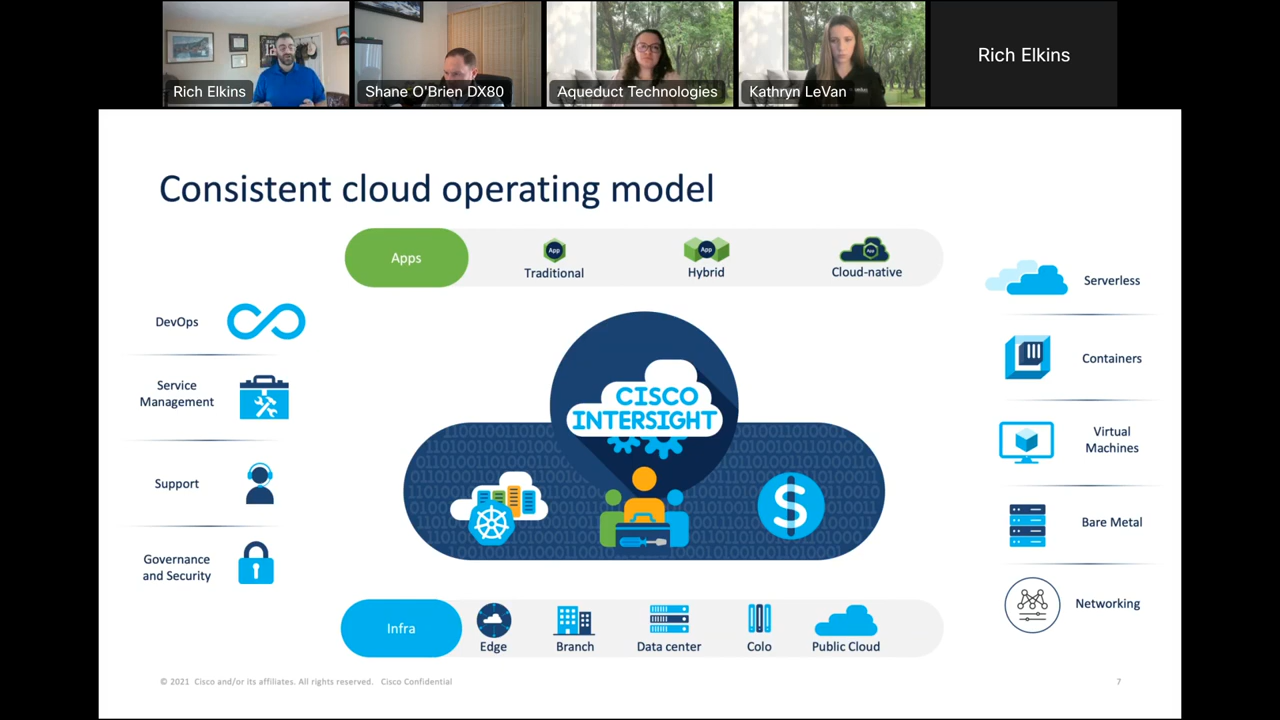 Rich Elkins
Shane O'Brien DX80
Aqueduct Technologies
Kathryn LeVan
Rich Elkins
Consistent cloud operating model
Apps
App
Traditional
App
Hybrid
App
Cloud-native
DevOps
Service
Management
Support
Governance
and Security
CISCO
INTERSIGHT
$
Serverless
Containers
Virtual
Machines
Bare Metal
Networking
Infra
Edge
Branch
Data center
Colo
Public Cloud
© 2021 Cisco and/or its affiliates. All rights reserved. Cisco Confidential
7